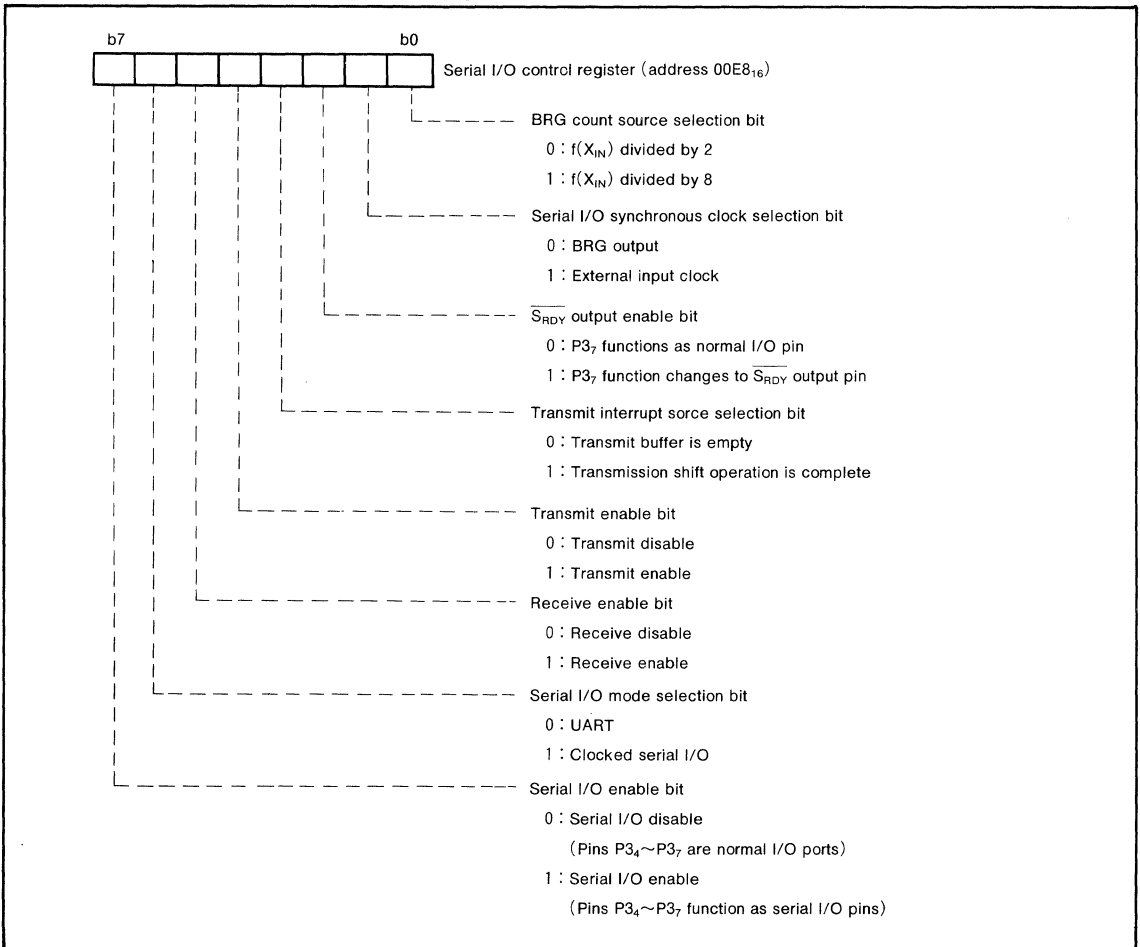 b7 b0
Serial I/O control register (address 00E8₁₆)
BRG count source selection bit
0 : f(X_IN) divided by 2
1 : f(X_IN) divided by 8
Serial I/O synchronous clock selection bit
0 : BRG output
1 : External input clock
S̅_R̅D̅Y̅ output enable bit
0 : P3₇ functions as normal I/O pin
1 : P3₇ function changes to S̅_R̅D̅Y̅ output pin
Transmit interrupt sorce selection bit
0 : Transmit buffer is empty
1 : Transmission shift operation is complete
Transmit enable bit
0 : Transmit disable
1 : Transmit enable
Receive enable bit
0 : Receive disable
1 : Receive enable
Serial I/O mode selection bit
0 : UART
1 : Clocked serial I/O
Serial I/O enable bit
0 : Serial I/O disable
(Pins P3₄~P3₇ are normal I/O ports)
1 : Serial I/O enable
(Pins P3₄~P3₇ function as serial I/O pins)